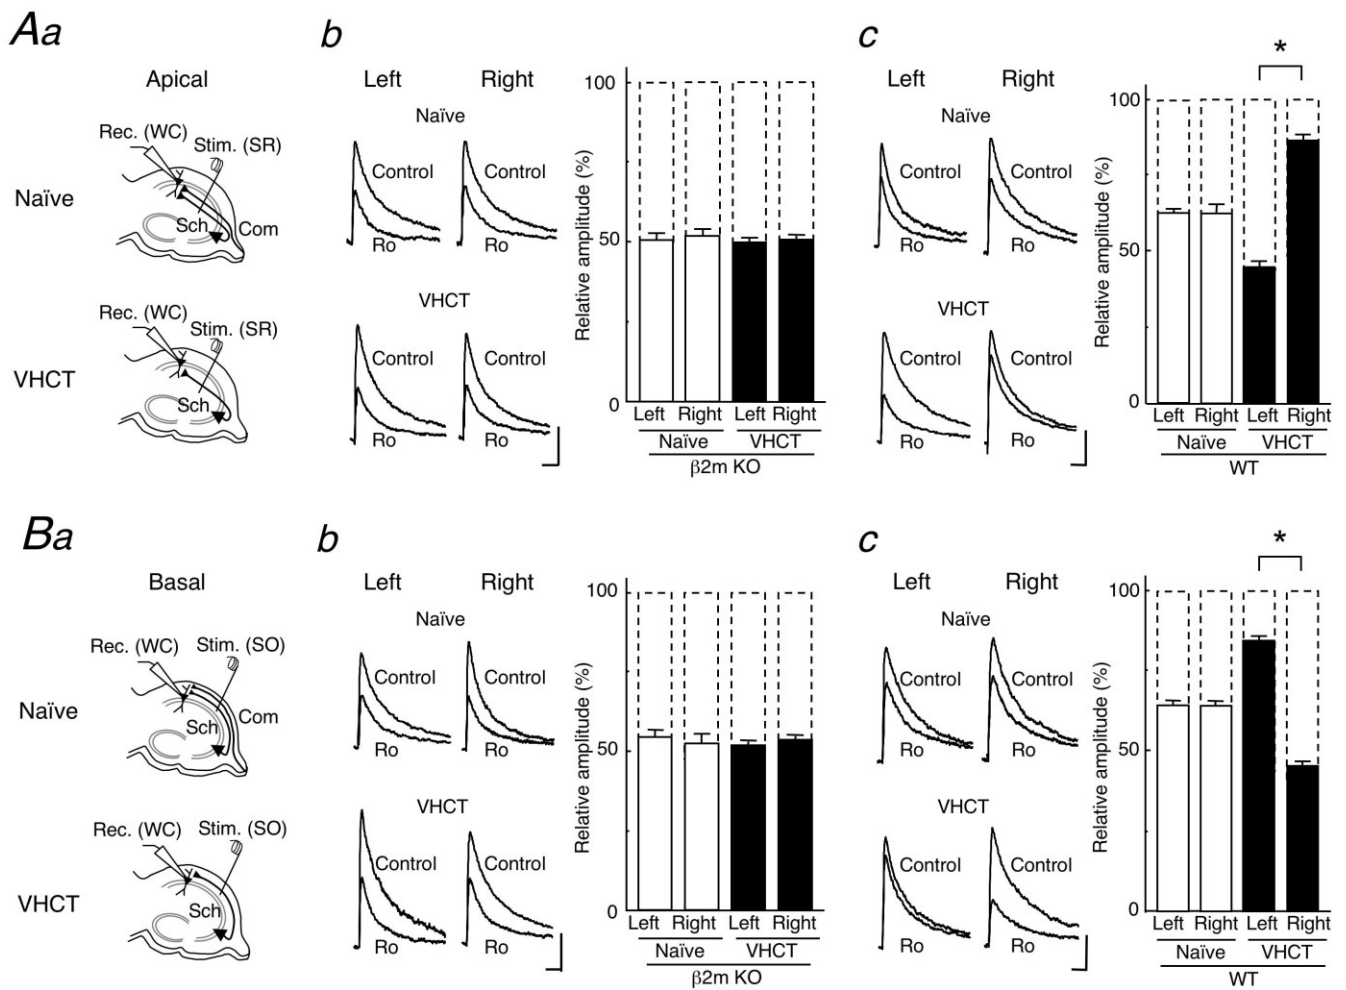 Aa
Apical
Rec. (WC)
Stim. (SR)
Naïve
Sch
Com
Rec. (WC)
Stim. (SR)
VHCT
Sch
b
Left Right
Naïve
Control Control
Ro Ro
VHCT
Control Control
Ro Ro
Relative amplitude (%)
100
50
0
Left Right Left Right
Naïve VHCT
β2m KO
c
Left Right
Naïve
Control Control
Ro Ro
VHCT
Control Control
Ro Ro
Relative amplitude (%)
100
50
0
*
Left Right Left Right
Naïve VHCT
WT
Ba
Basal
Rec. (WC) Stim. (SO)
Naïve
Sch
Com
Rec. (WC) Stim. (SO)
VHCT
Sch
b
Left Right
Naïve
Control Control
Ro Ro
VHCT
Control Control
Ro Ro
Relative amplitude (%)
100
50
0
Left Right Left Right
Naïve VHCT
β2m KO
c
Left Right
Naïve
Control Control
Ro Ro
VHCT
Control Control
Ro Ro
Relative amplitude (%)
100
50
0
*
Left Right Left Right
Naïve VHCT
WT